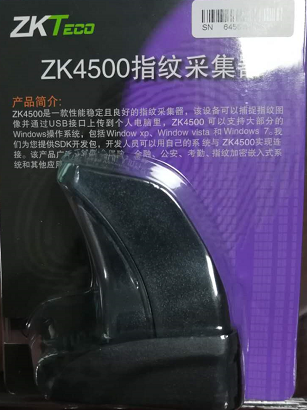 ZKTECO
SN 645
ZK4500指纹采集器
产品简介:
ZK4500是一款性能稳定且良好的指纹采集器，该设备可以捕捉指纹图
像并通过USB接口上传到个人电脑里。ZK4500 可以支持大部分的
Windows操作系统，包括Window xp、Window vista 和 Windows 7。我
们为您提供SDK开发包，开发人员可以用自己的系统与 ZK4500实现连
接。该产品广 金融、公安、考勤、指纹加密嵌入式系
统和其他应